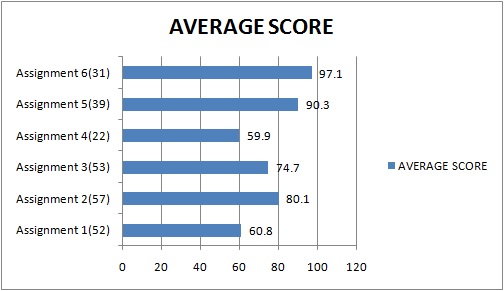 AVERAGE SCORE
Assignment 6(31) 97.1
Assignment 5(39) 90.3
Assignment 4(22) 59.9
Assignment 3(53) 74.7
AVERAGE SCORE
Assignment 2(57) 80.1
Assignment 1(52) 60.8
0 20 40 60 80 100 120